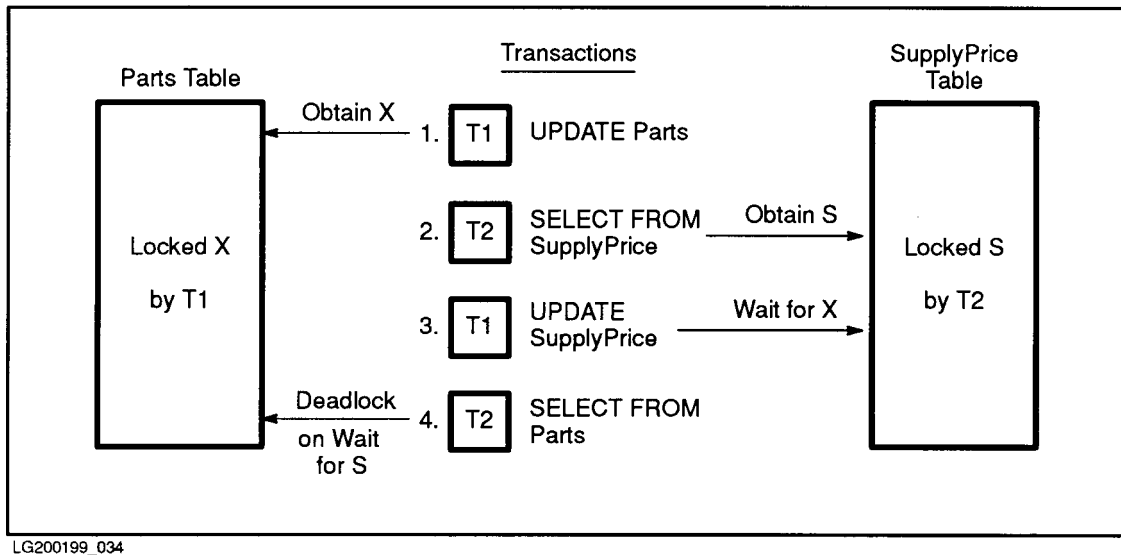 Transactions
Parts Table
SupplyPrice
Table
Obtain X
1. T1 UPDATE Parts
2. T2 SELECT FROM
SupplyPrice
Obtain S
Locked X
by T1
Locked S
by T2
3. T1 UPDATE
SupplyPrice
Wait for X
Deadlock
on Wait
for S
4. T2 SELECT FROM
Parts
LG200199_034